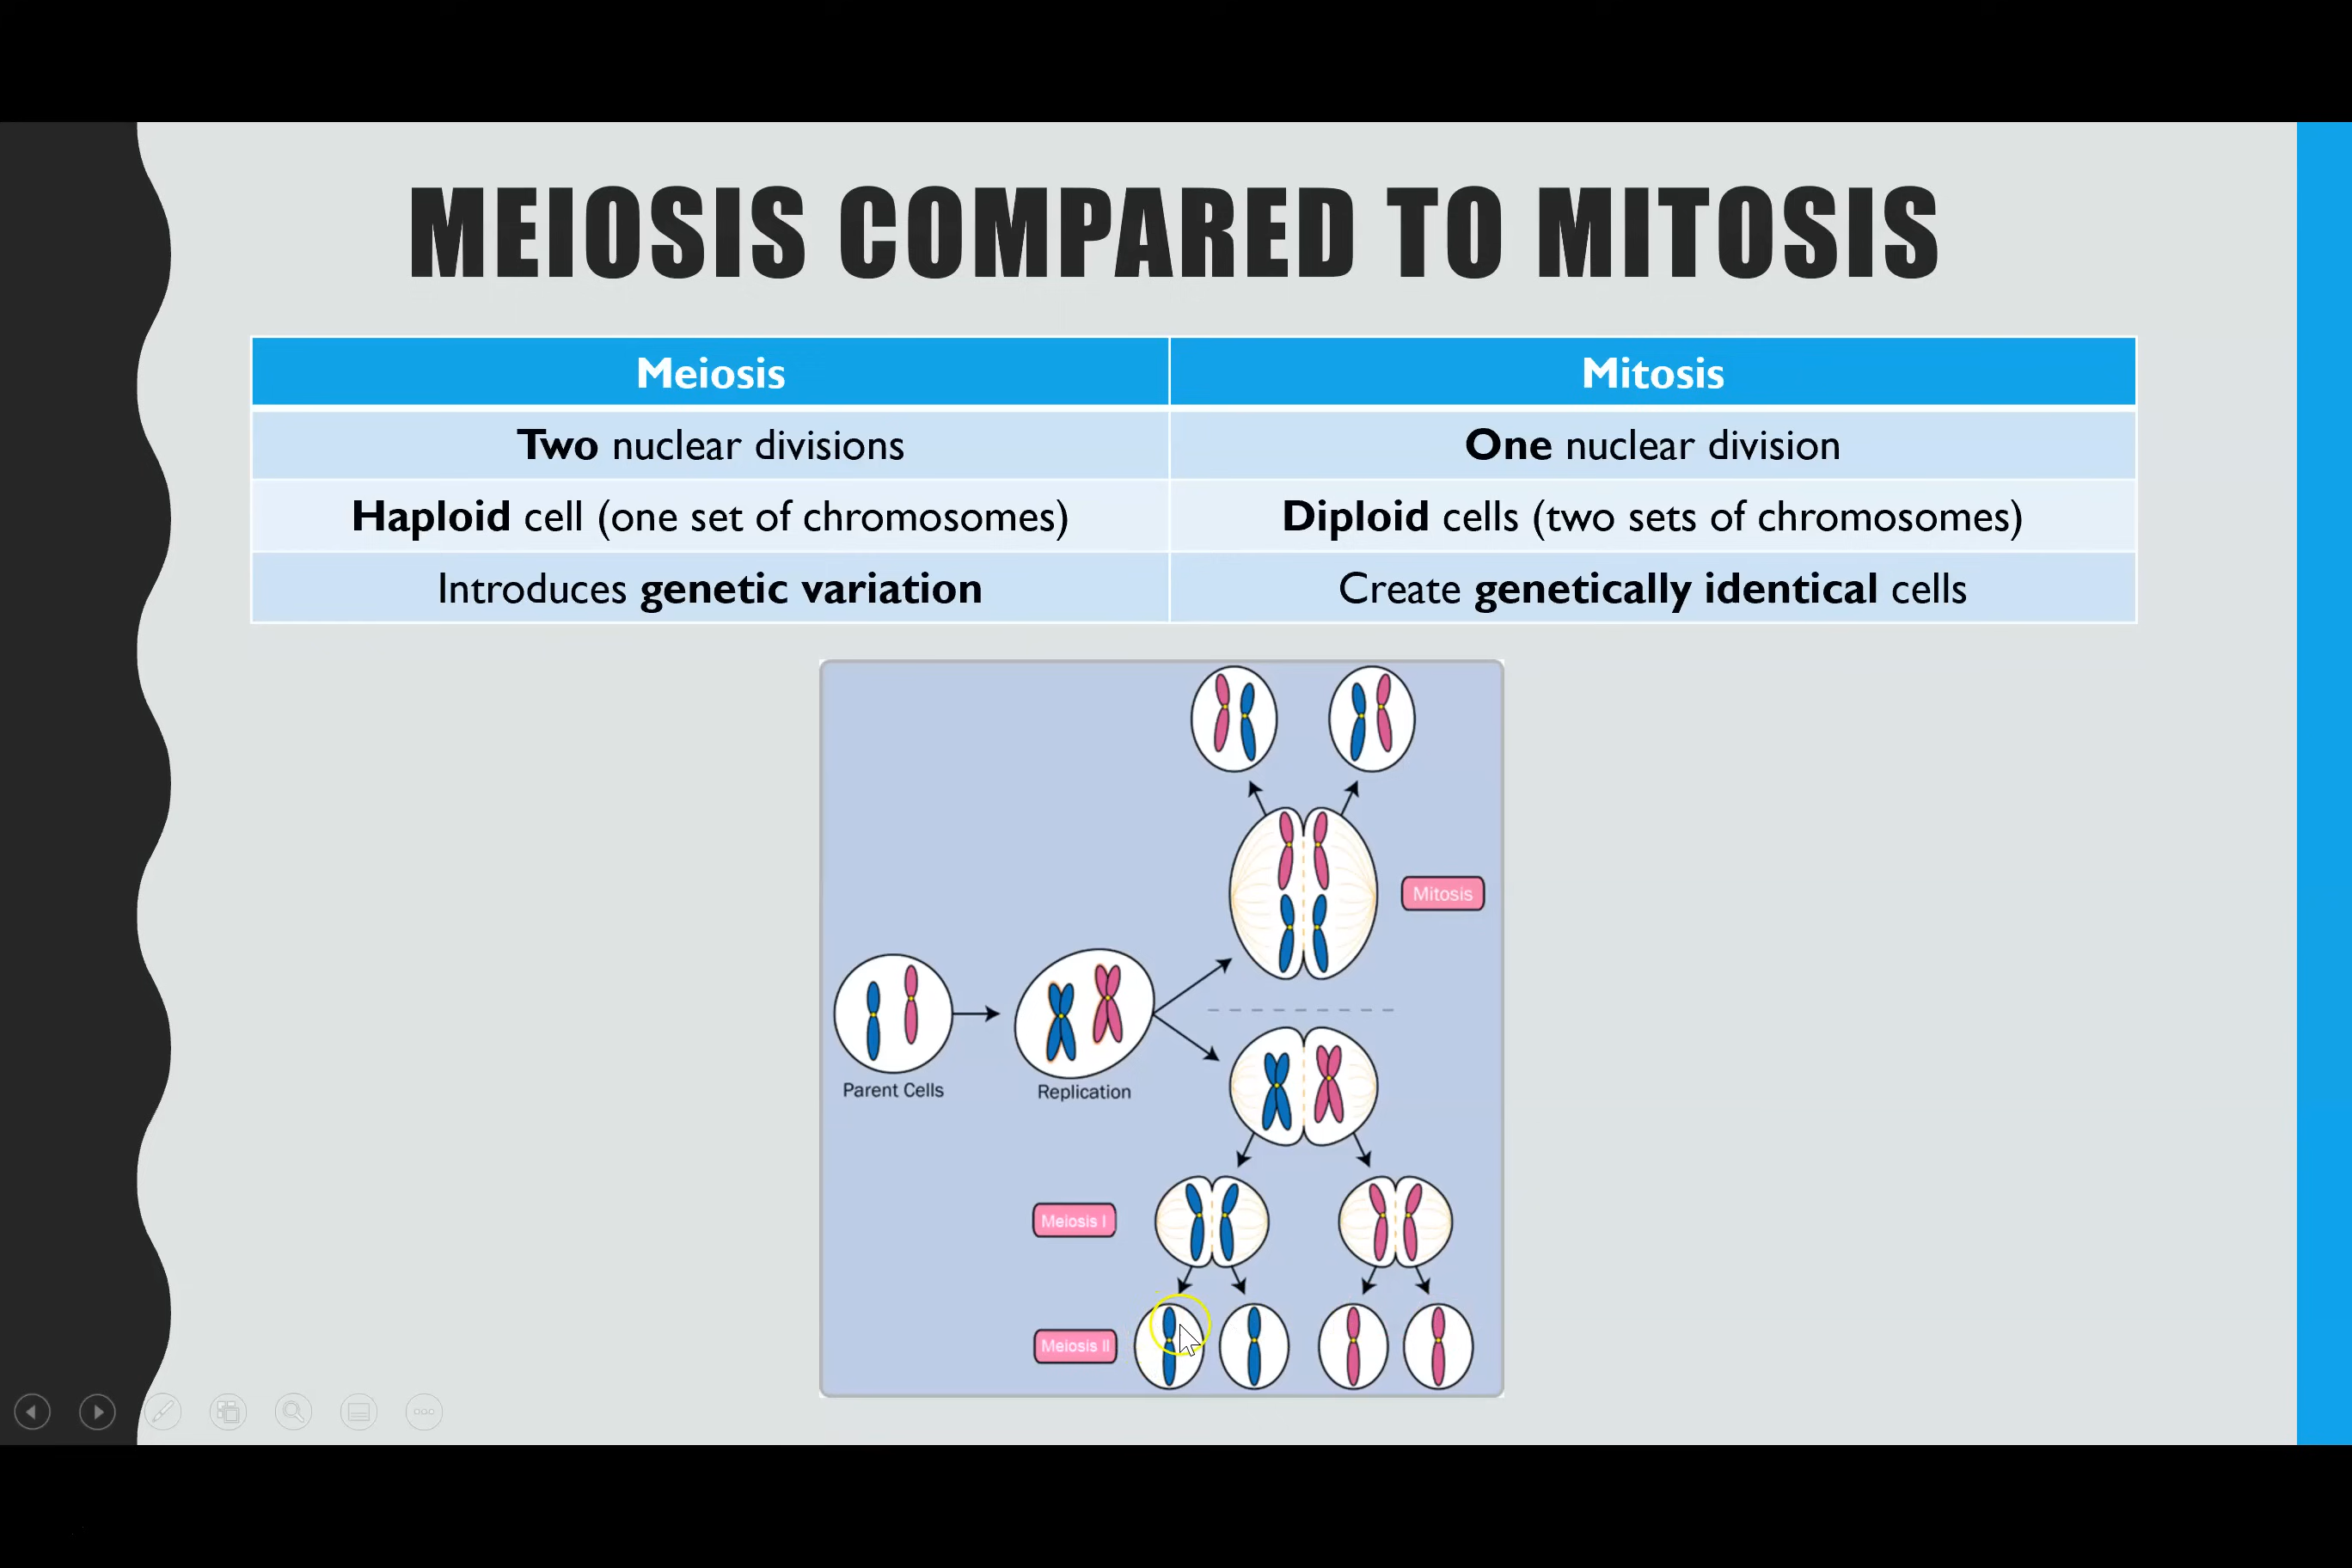 MEIOSIS COMPARED TO MITOSIS
Meiosis
Mitosis
Two nuclear divisions
One nuclear division
Haploid cell (one set of chromosomes)
Diploid cells (two sets of chromosomes)
Introduces genetic variation
Create genetically identical cells
Mitosis
Parent Cells
Replication
Meiosis I
Meiosis II